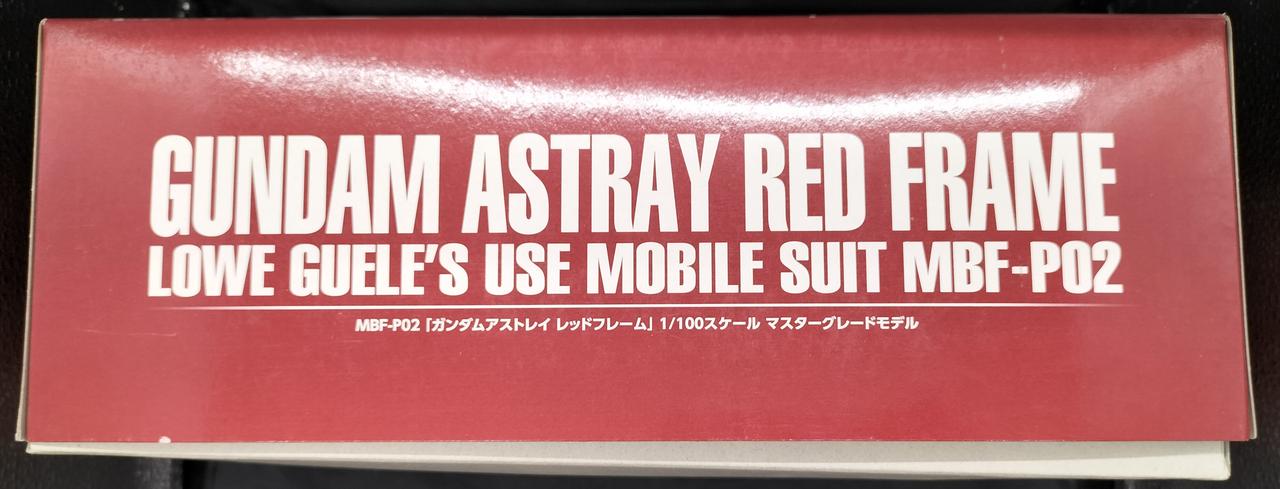 GUNDAM ASTRAY RED FRAME
LOWE GUELE'S USE MOBILE SUIT MBF-P02
MBF-P02「ガンダムアストレイ レッドフレーム」1/100スケール マスターグレードモデル